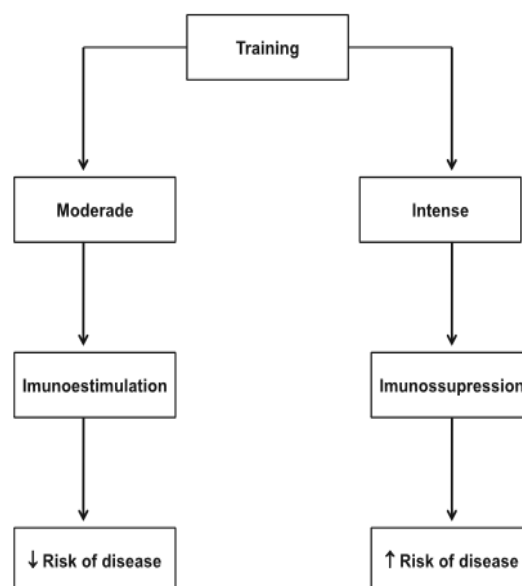 Training
Moderade
Intense
Imunoestimulation
Imunossupression
↓ Risk of disease
↑ Risk of disease